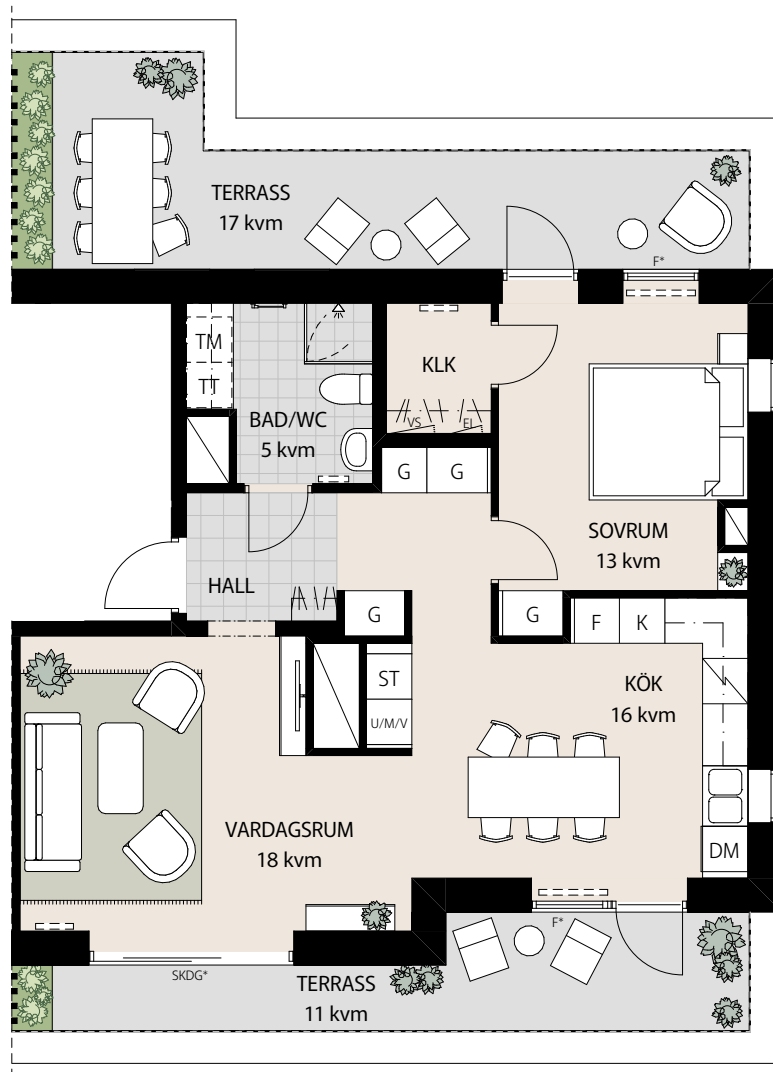 TERRASS
17 kvm
F*
TM
TT
KLK
VS
EL
BAD/WC
5 kvm
G
G
SOVRUM
13 kvm
HALL
G
G
F
K
ST
U/M/V
KÖK
16 kvm
VARDAGSRUM
18 kvm
DM
F*
SKDG*
TERRASS
11 kvm